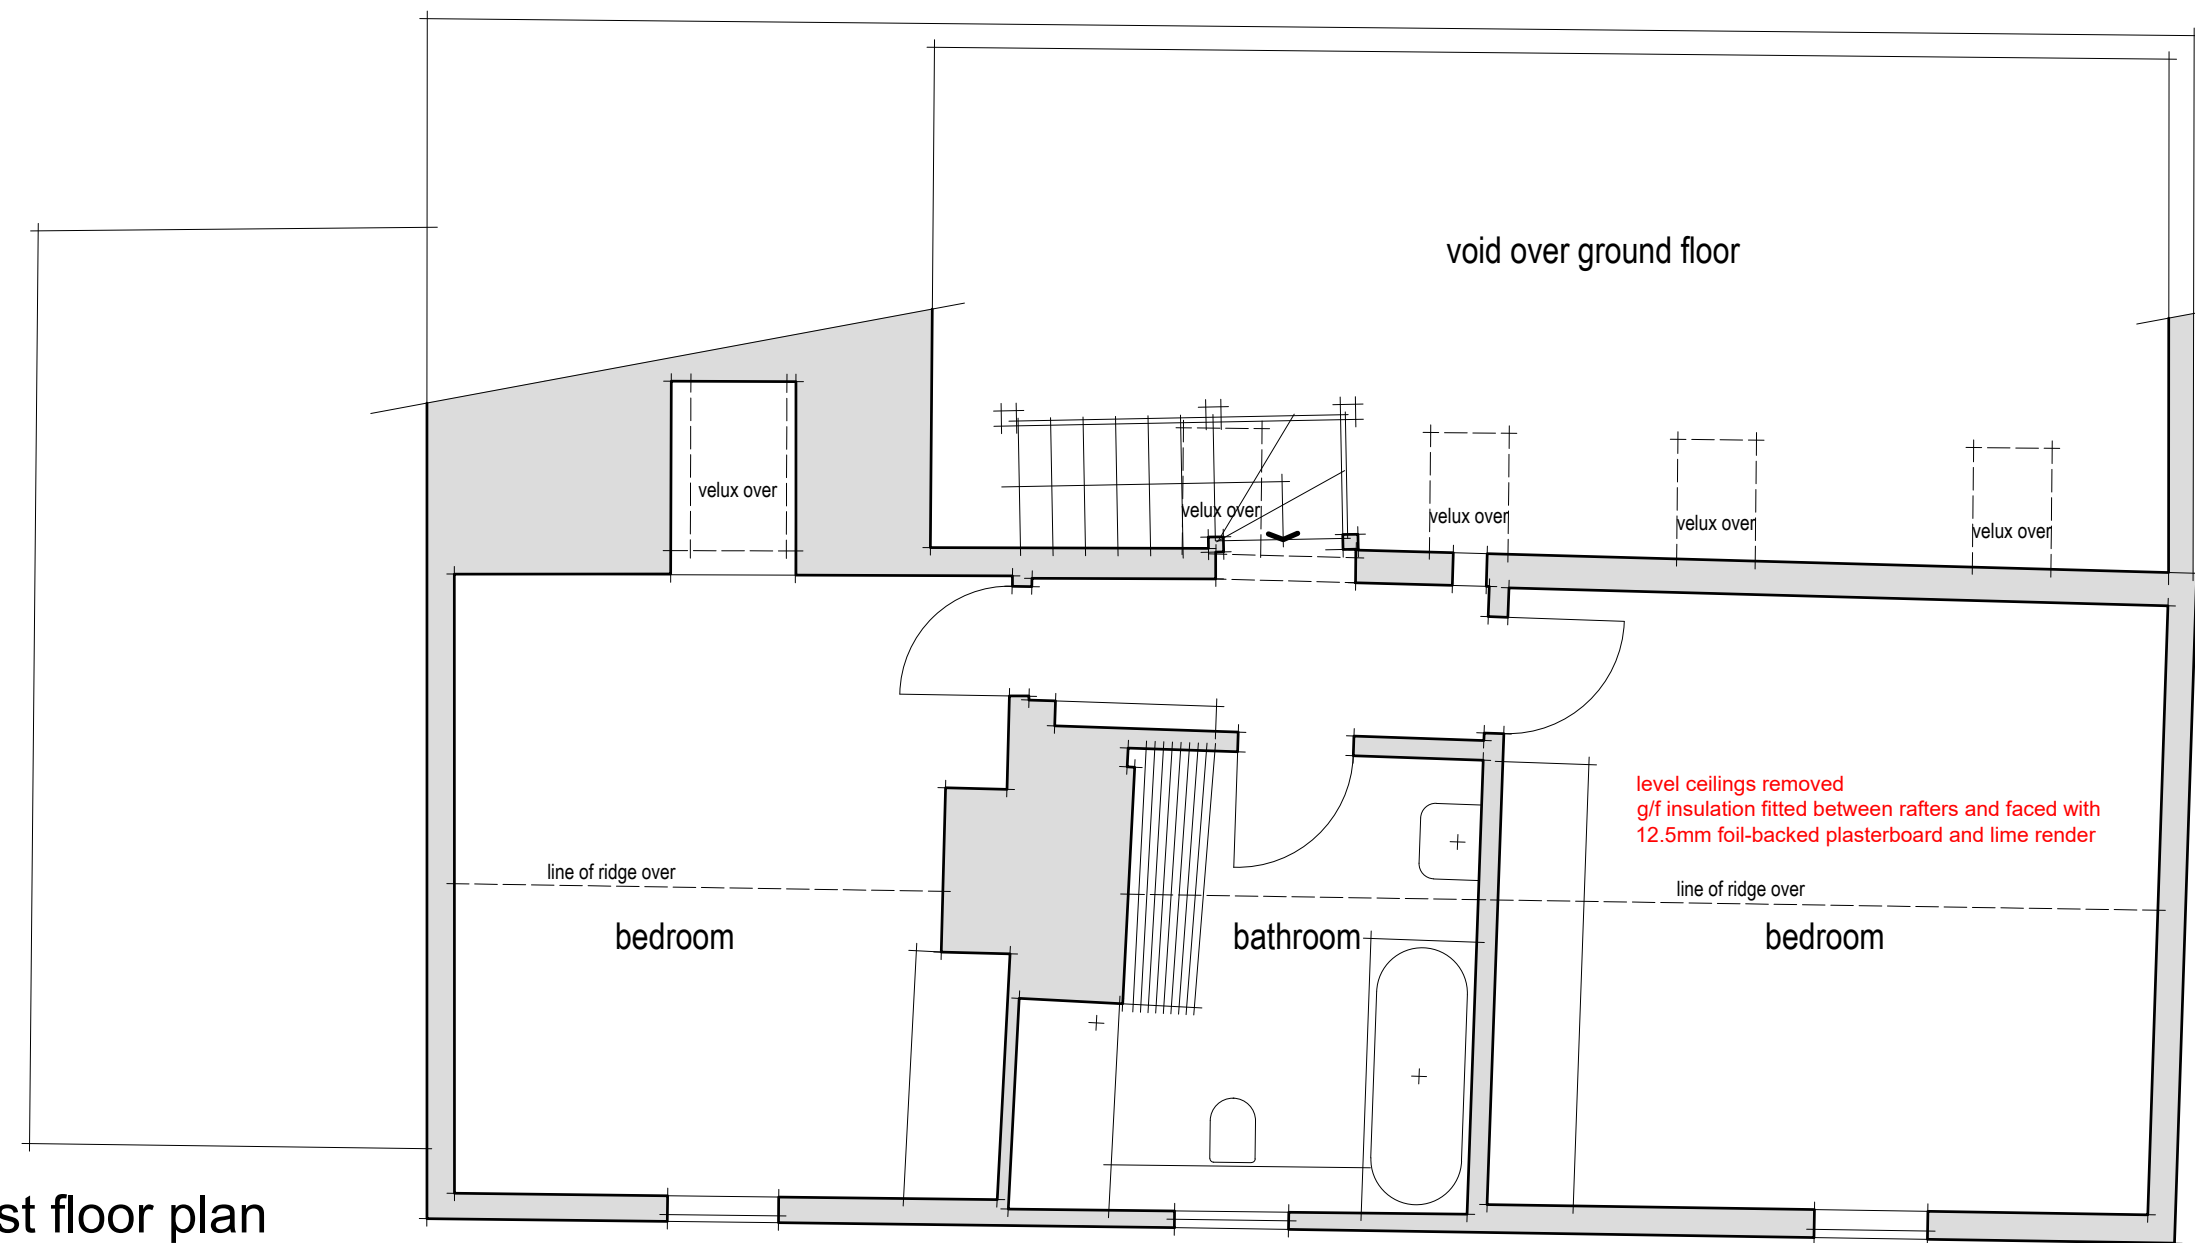 void over ground floor
velux over
velux over
velux over
velux over
velux over
level ceilings removed
g/f insulation fitted between rafters and faced with
12.5mm foil-backed plasterboard and lime render
line of ridge over
line of ridge over
bedroom
bathroom
bedroom
st floor plan